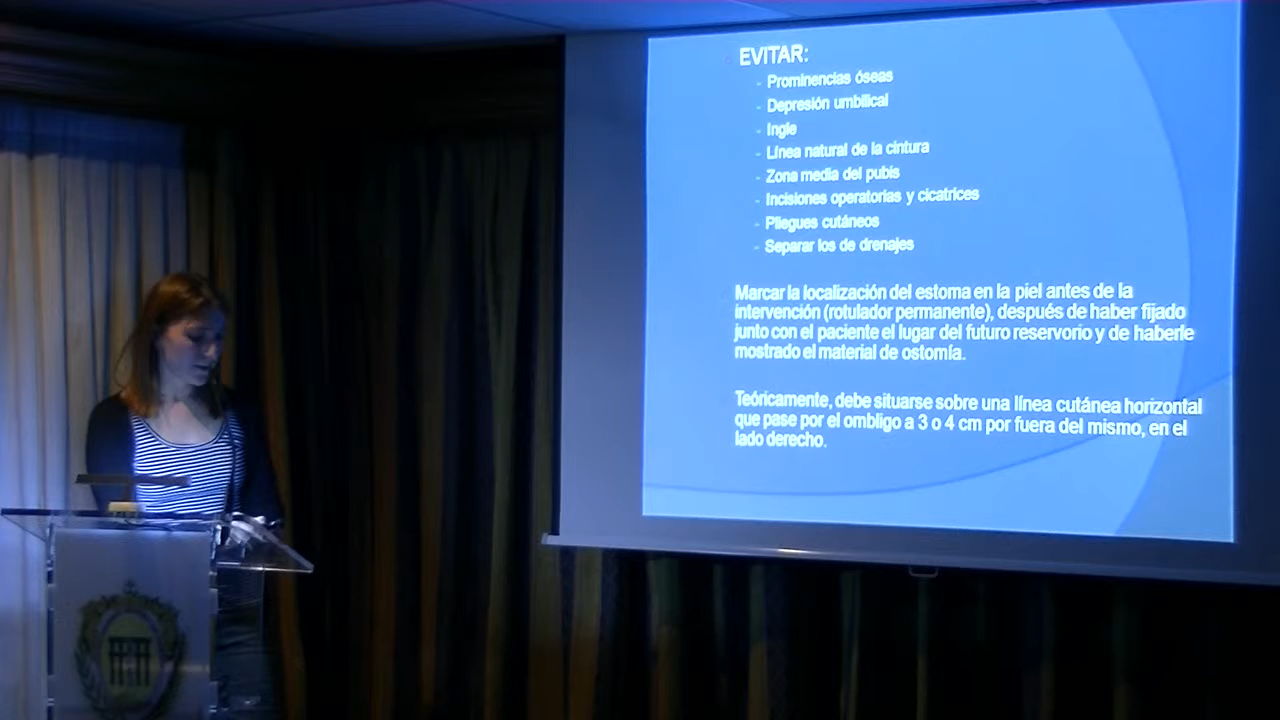 EVITAR:
- Prominencias óseas
- Depresión umbilical
- Ingle
- Línea natural de la cintura
- Zona media del pubis
- Incisiones operatorias y cicatrices
- Pliegues cutáneos
- Separar los de drenajes
Marcar la localización del estoma en la piel antes de la
intervención (rotulador permanente), después de haber fijado
junto con el paciente el lugar del futuro reservorio y de haberle
mostrado el material de ostomía.
Teóricamente, debe situarse sobre una línea cutánea horizontal
que pase por el ombligo a 3 o 4 cm por fuera del mismo, en el
lado derecho.